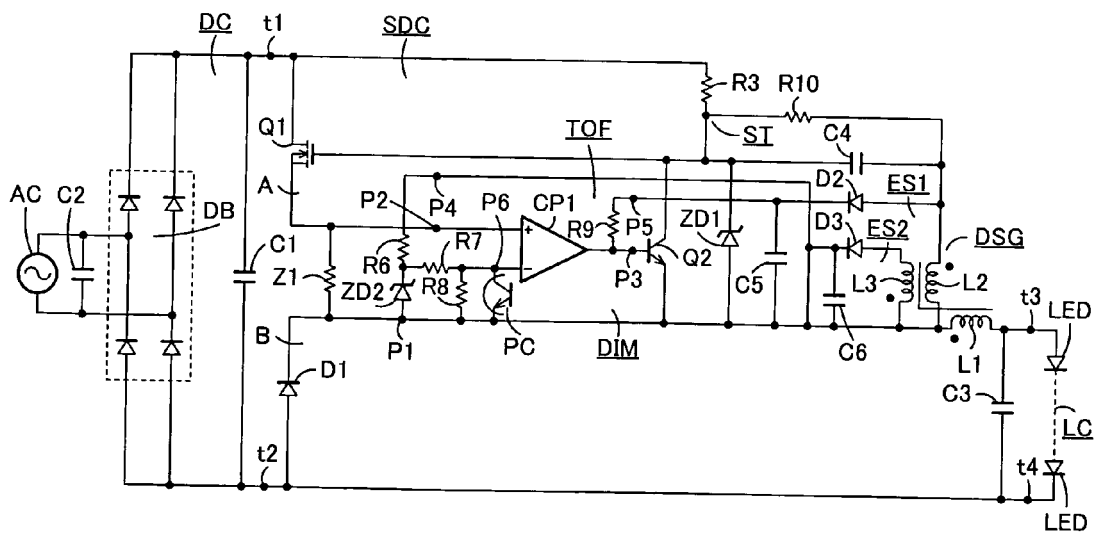 DC
t1
SDC
R3
R10
ST
C4
Q1
TOF
A
P2
P4
P6
CP1
R9
P5
ZD1
D2
ES1
D3
ES2
DSG
AC
C2
DB
C1
Z1
R6
R7
ZD2
R8
+
−
P3
Q2
C5
L3
L2
t3
LED
B
P1
PC
DIM
C6
L1
D1
C3
LC
t2
t4
LED